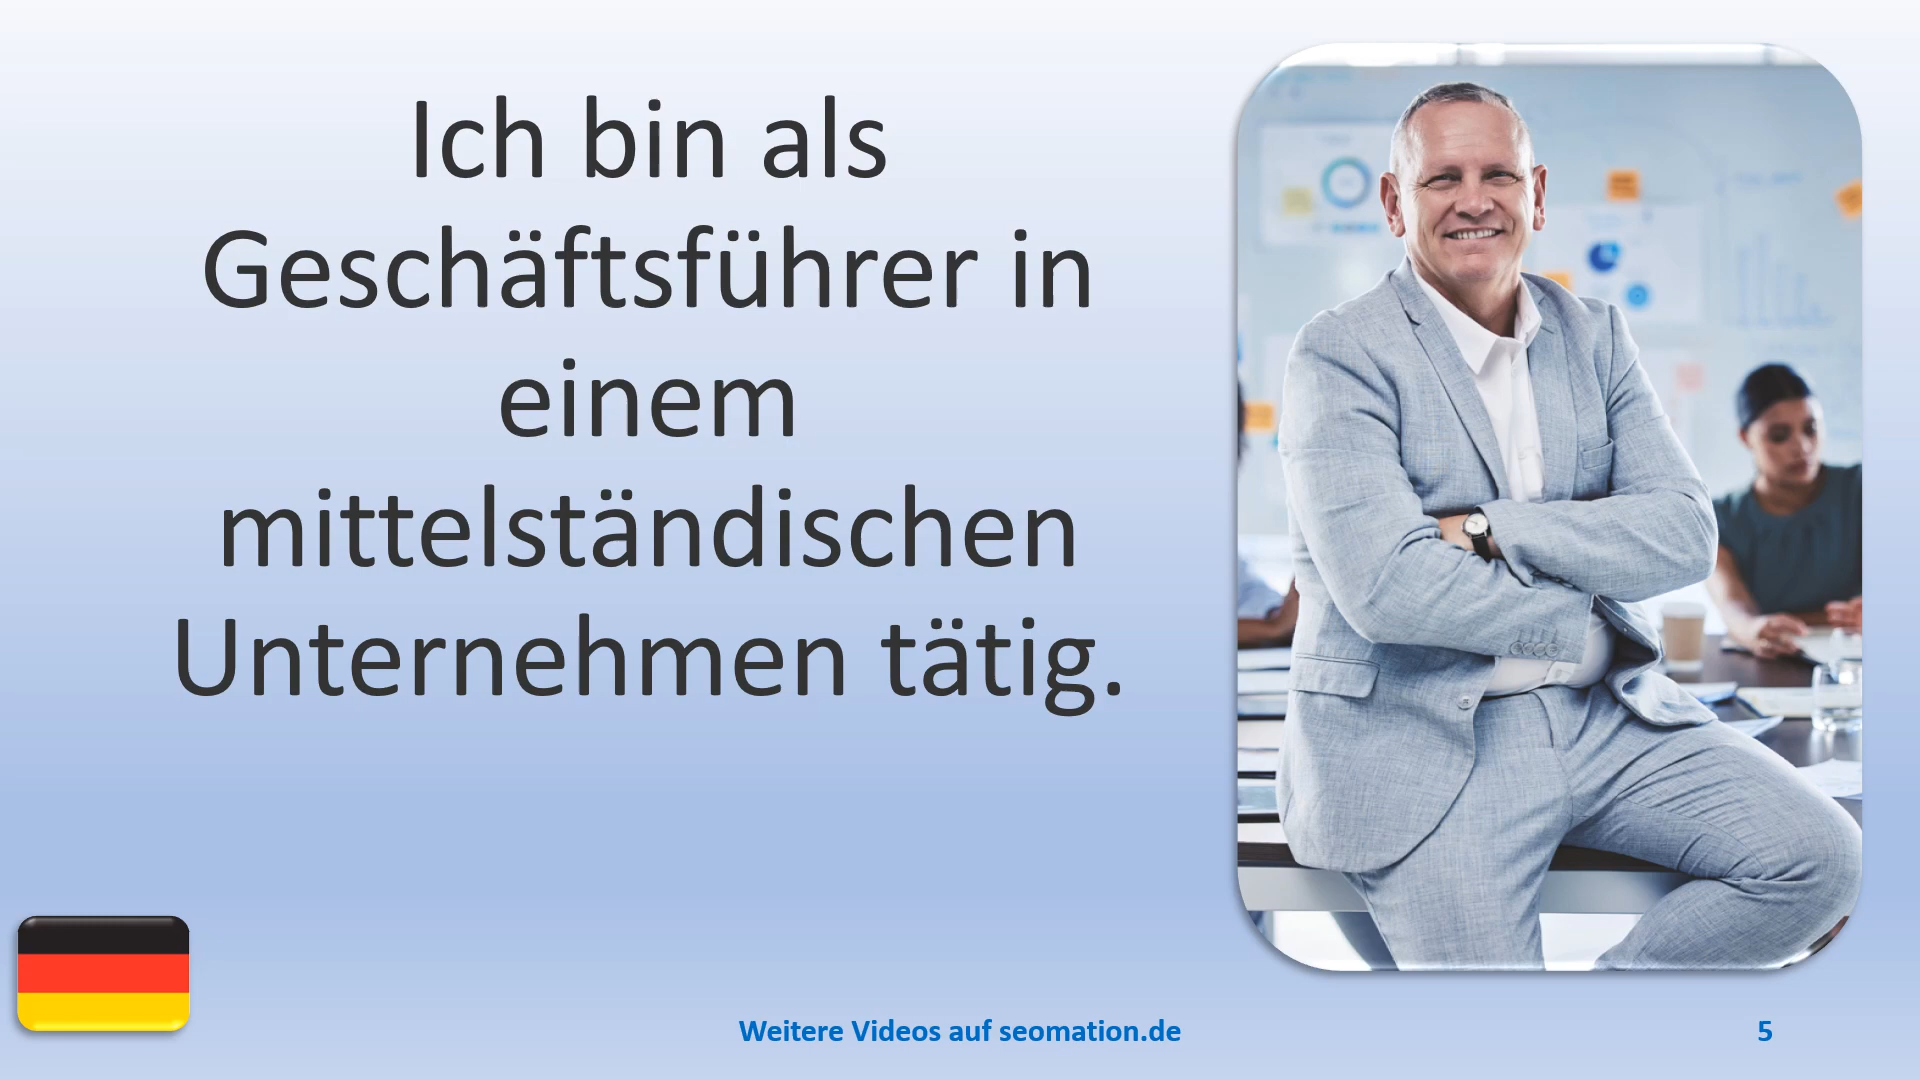 Ich bin als
Geschäftsführer in
einem
mittelständischen
Unternehmen tätig.
Weitere Videos auf seomation.de
5